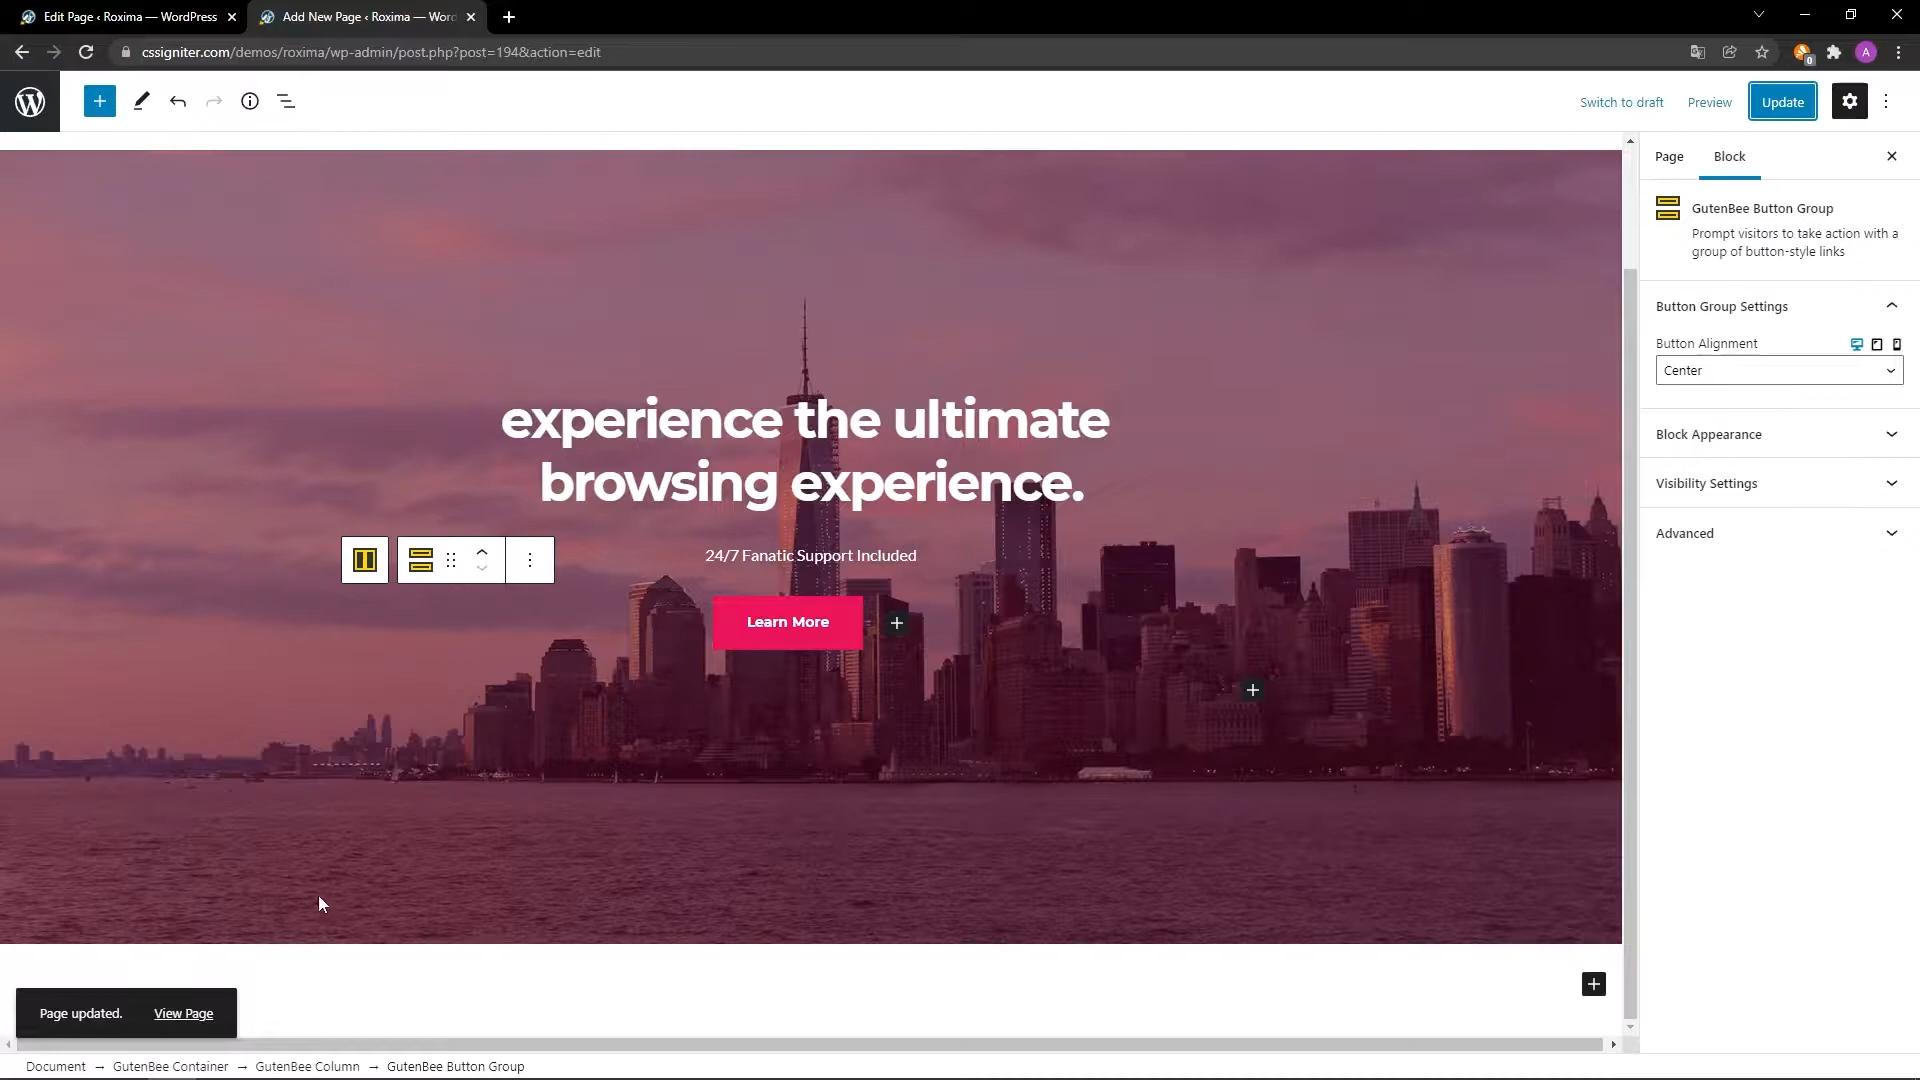 Edit Page ‹ Roxima — WordPress
Add New Page ‹ Roxima — Word
cssigniter.com/demos/roxima/wp-admin/post.php?post=194&action=edit
0
A
Switch to draft
Preview
Update
Page
Block
GutenBee Button Group
Prompt visitors to take action with a
group of button-style links
Button Group Settings
Button Alignment
Center
Block Appearance
Visibility Settings
Advanced
experience the ultimate
browsing experience.
24/7 Fanatic Support Included
Learn More
Page updated.
View Page
Document → GutenBee Container → GutenBee Column → GutenBee Button Group